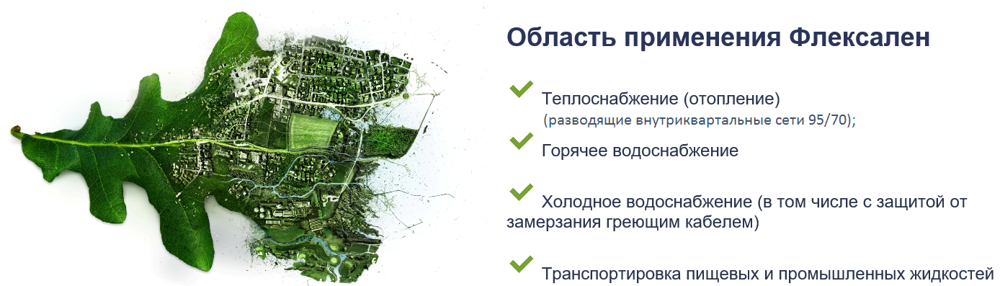 Область применения Флексален
Теплоснабжение (отопление)
(разводящие внутриквартальные сети 95/70);
Горячее водоснабжение
Холодное водоснабжение (в том числе с защитой от
замерзания греющим кабелем)
Транспортировка пищевых и промышленных жидкостей